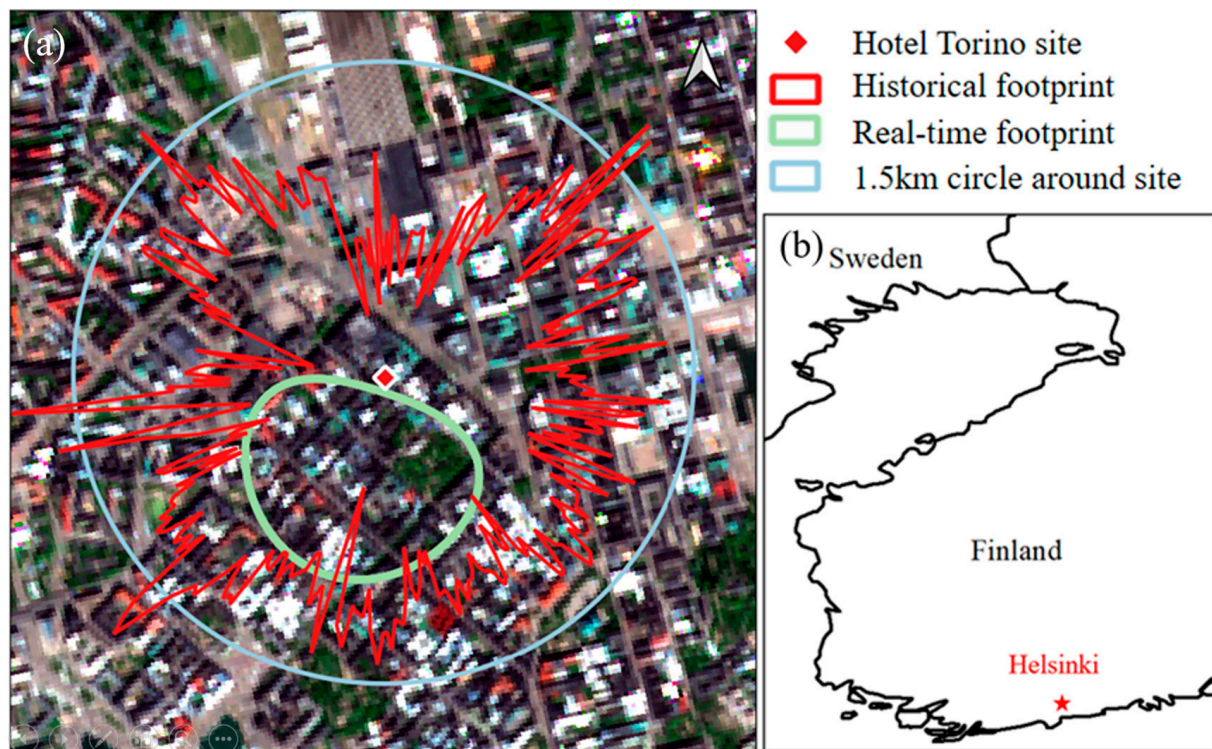 (a)
Hotel Torino site
Historical footprint
Real-time footprint
1.5km circle around site
(b)
Sweden
Finland
Helsinki